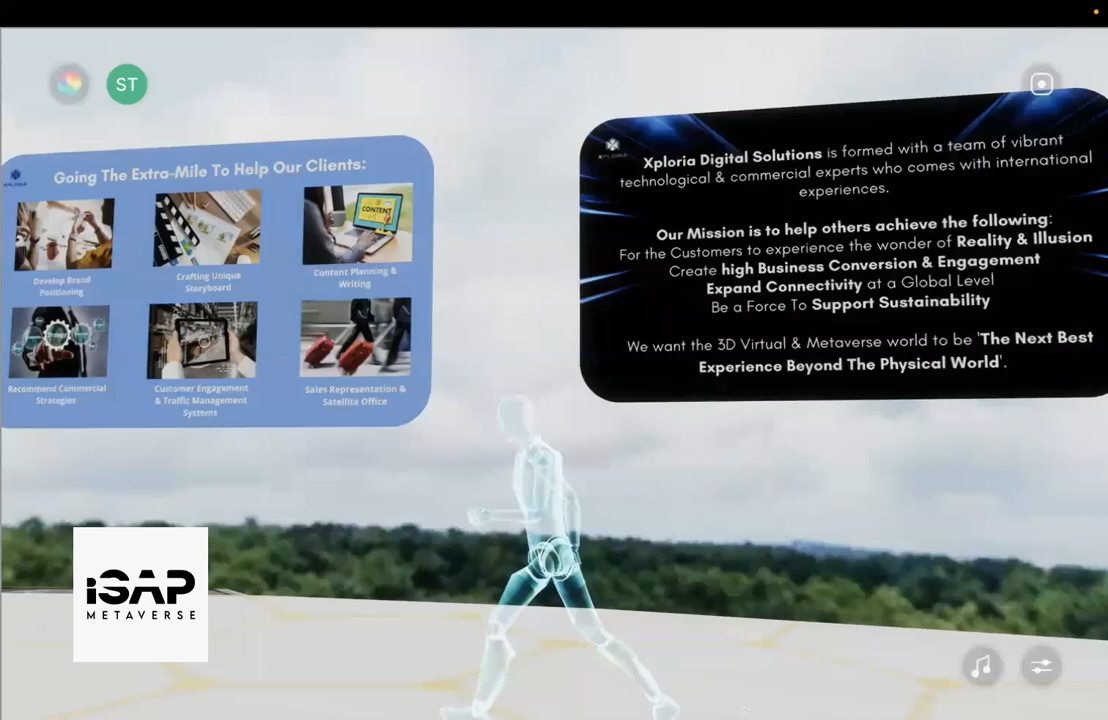 ST
XPLORIA
Going The Extra-Mile To Help Our Clients:
CONTENT
Develop Brand
Positioning
Crafting Unique
Storyboard
Content Planning &
Writing
Recommend Commercial
Strategies
Customer Engagement
& Traffic Management
Systems
Sales Representation &
Satellite Office
XPLORIA
Xploria Digital Solutions is formed with a team of vibrant
technological & commercial experts who comes with international
experiences.
Our Mission is to help others achieve the following:
For the Customers to experience the wonder of Reality & Illusion
Create high Business Conversion & Engagement
Expand Connectivity at a Global Level
Be a Force To Support Sustainability
We want the 3D Virtual & Metaverse world to be 'The Next Best
Experience Beyond The Physical World'.
iSAP
METAVERSE